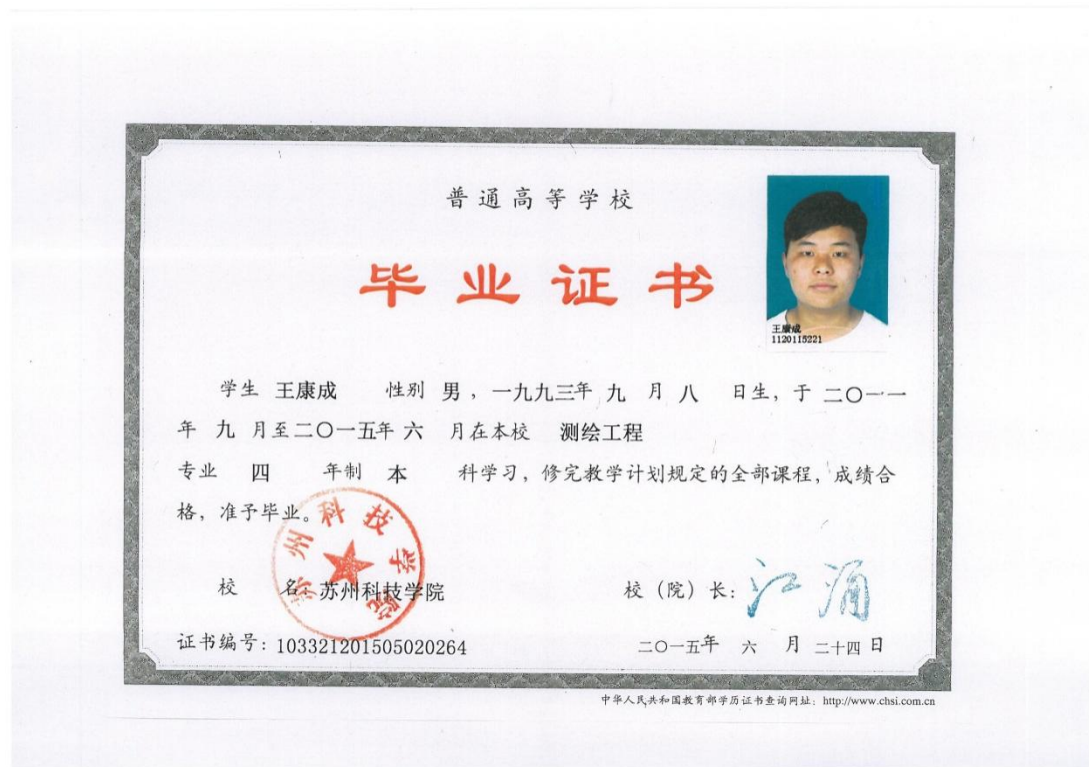 普通高等学校
毕业证书
王康成
1120115221
学生 王康成 性别 男，一九九三年 九 月 八 日生，于 二〇一一
年 九 月至二〇一五年 六 月在本校 测绘工程
专业 四 年制 本 科学习，修完教学计划规定的全部课程，成绩合
格，准予毕业。
苏州科技学院
校 名：苏州科技学院
校（院）长：江涌
证书编号：103321201505020264
二〇一五年 六 月 二十四 日
中华人民共和国教育部学历证书查询网址：http://www.chsi.com.cn